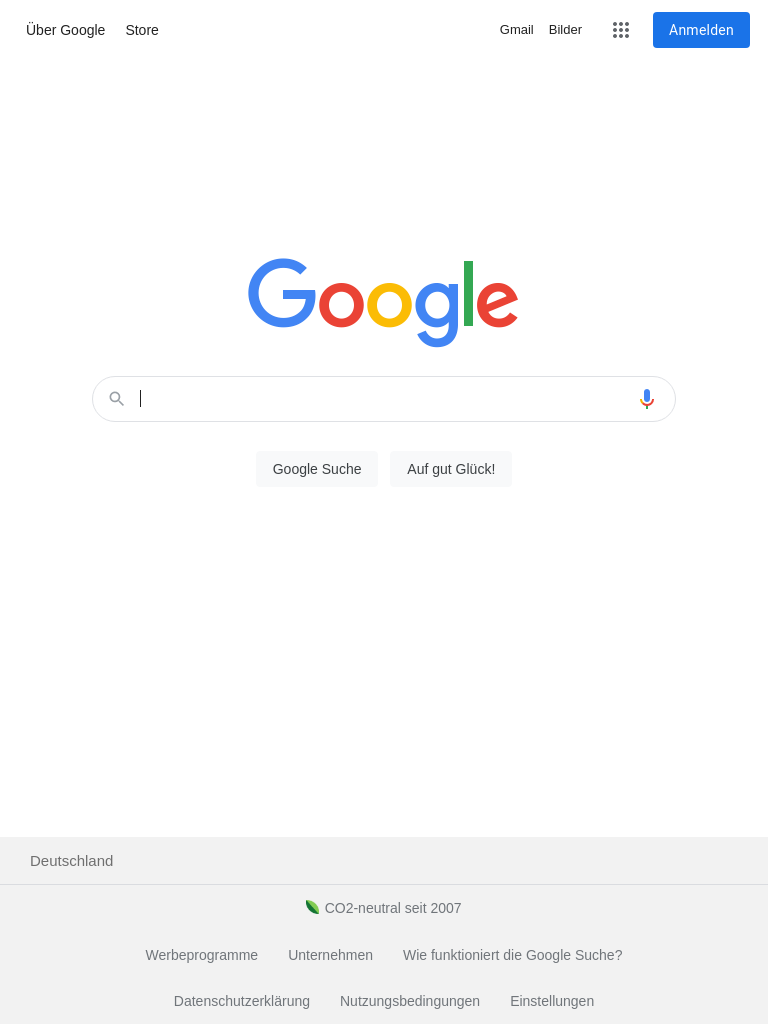 Über Google Store Gmail Bilder Anmelden
Google
Google Suche Auf gut Glück!
Deutschland
CO2-neutral seit 2007
Werbeprogramme Unternehmen Wie funktioniert die Google Suche?
Datenschutzerklärung Nutzungsbedingungen Einstellungen